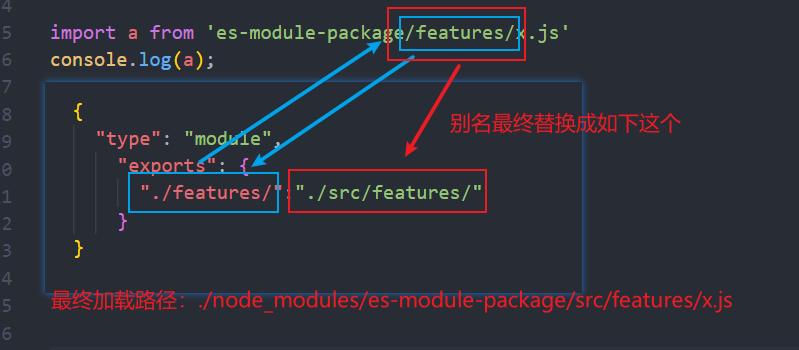 4
5 import a from 'es-module-package/features/x.js'
6 console.log(a);
7
8 {
别名最终替换成如下这个
9 "type": "module",
0 "exports": {
1 "./features/":"./src/features/"
2 }
3 }
4
5 最终加载路径：./node_modules/es-module-package/src/features/x.js
6